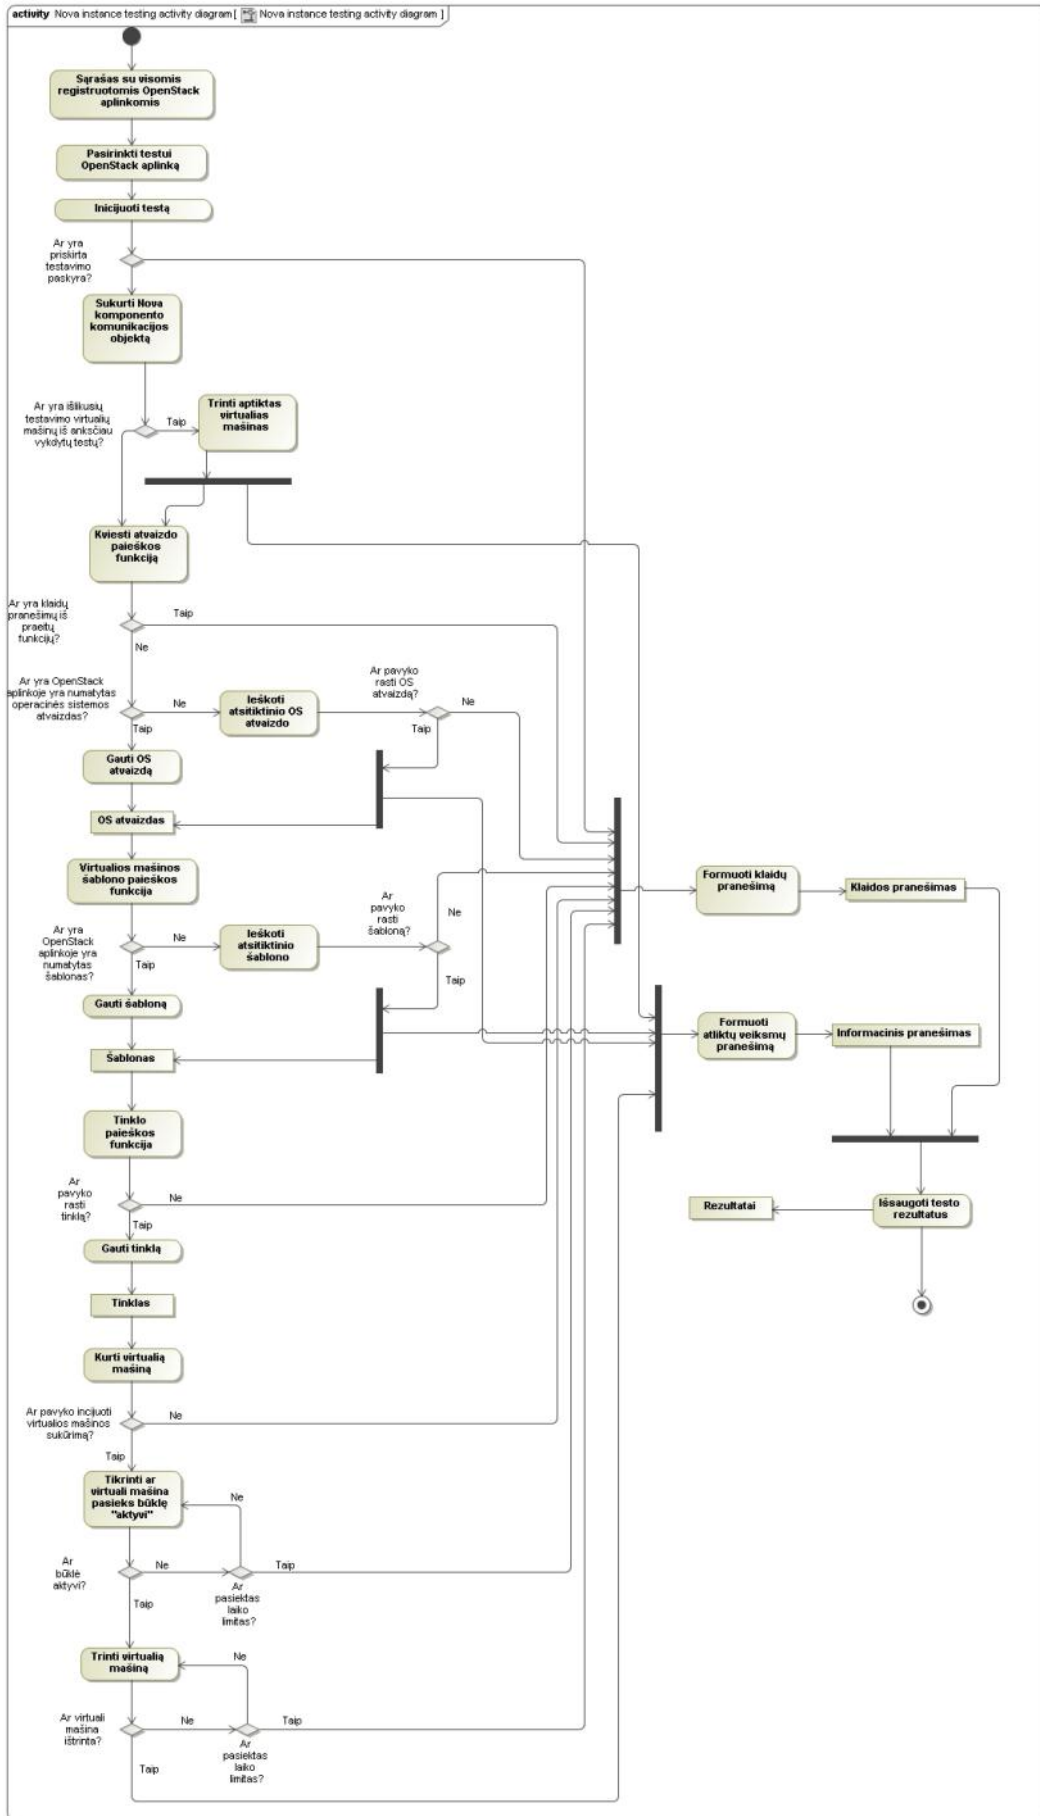 activity Nova instance testing activity diagram [ Nova instance testing activity diagram ]
Sąrašas su visomis
registruotomis OpenStack
aplinkomis
Pasirinkti testui
OpenStack aplinką
Inicijuoti testą
Ar yra
priskirta
testavimo
paskyra?
Sukurti Nova
komponento
komunikacijos
objektą
Ar yra išlikusių
testavimo virtualių
mašinų iš anksčiau
vykdytų testų?
Taip
Trinti aptiktas
virtualias
mašinas
Kviesti atvaizdo
paieškos
funkciją
Ar yra klaidų
pranešimų iš
praeitų
funkcijų?
Taip
Ne
Ar yra OpenStack
aplinkoje yra numatytas
operacinės sistemos
atvaizdas?
Ne
Taip
Ieškoti
atsitiktinio OS
atvaizdo
Ar pavyko
rasti OS
atvaizdą?
Ne
Taip
Gauti OS
atvaizdą
OS atvaizdas
Virtualios mašinos
šablono paieškos
funkcija
Ar yra
OpenStack
aplinkoje yra
numatytas
šablonas?
Ne
Taip
Ieškoti
atsitiktinio
šablono
Ar
pavyko
rasti
šabloną?
Ne
Taip
Formuoti klaidų
pranešimą
Klaidos pranešimas
Gauti šabloną
Šablonas
Formuoti
atliktų veiksmų
pranešimą
Informacinis pranešimas
Tinklo
paieškos
funkcija
Ar
pavyko
rasti
tinklą?
Ne
Taip
Rezultatai
Išsaugoti testo
rezultatus
Gauti tinklą
Tinklas
Kurti virtualią
mašiną
Ar pavyko incijuoti
virtualios mašinos
sukūrimą?
Ne
Taip
Tikrinti ar
virtuali mašina
pasieks būklę
"aktyvi"
Ne
Ar
būklė
aktyvi?
Ne
Taip
Taip
Ar
pasiektas
laiko
limitas?
Trinti virtualią
mašiną
Ne
Ar virtuali
mašina
ištrinta?
Ne
Taip
Taip
Ar
pasiektas
laiko
limitas?